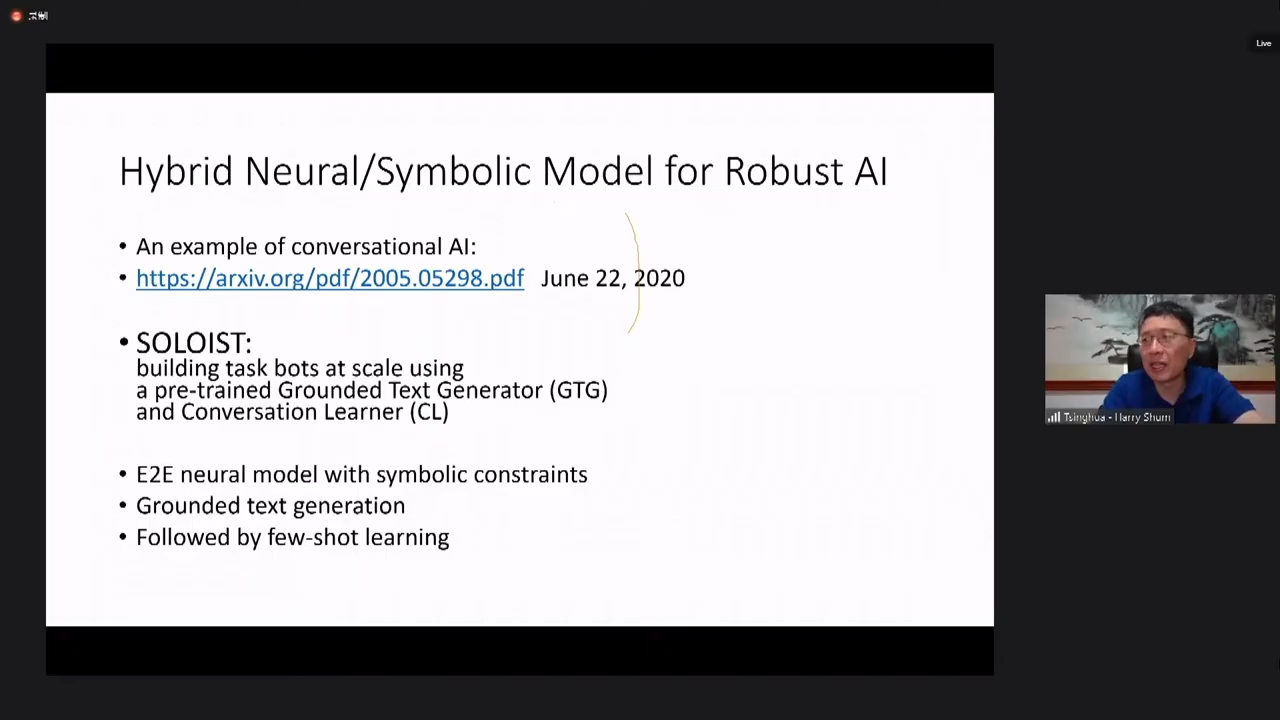 Live
Hybrid Neural/Symbolic Model for Robust AI
• An example of conversational AI:
• https://arxiv.org/pdf/2005.05298.pdf June 22, 2020
• SOLOIST:
building task bots at scale using
a pre-trained Grounded Text Generator (GTG)
and Conversation Learner (CL)
• E2E neural model with symbolic constraints
• Grounded text generation
• Followed by few-shot learning
Tsinghua - Harry Shum